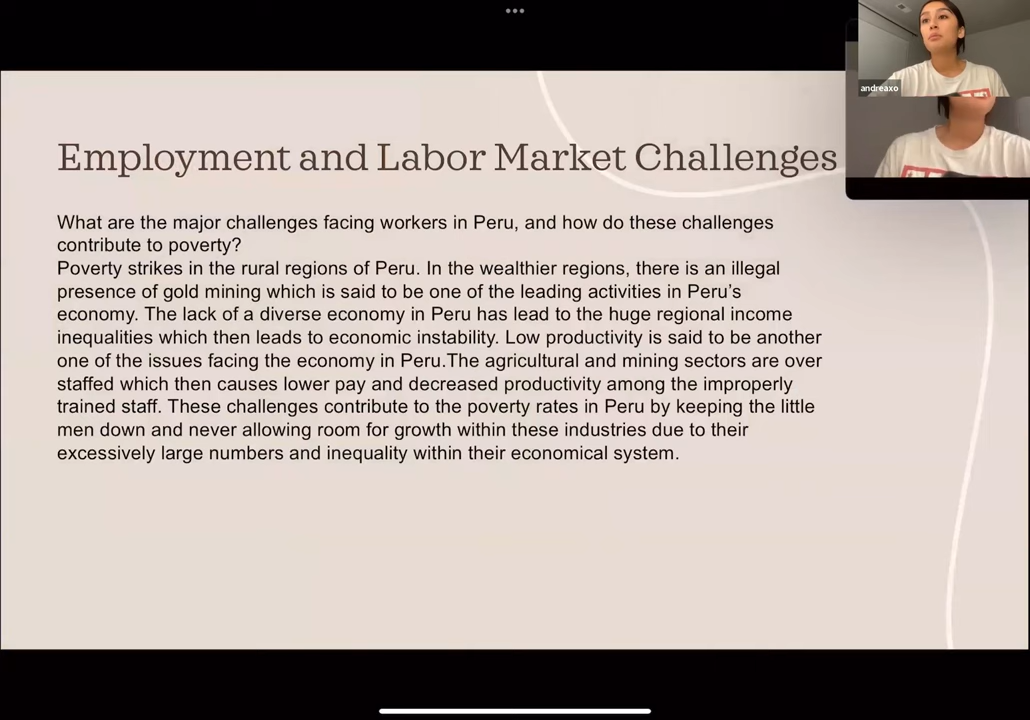 andreaxo
Employment and Labor Market Challenges
What are the major challenges facing workers in Peru, and how do these challenges
contribute to poverty?
Poverty strikes in the rural regions of Peru. In the wealthier regions, there is an illegal
presence of gold mining which is said to be one of the leading activities in Peru’s
economy. The lack of a diverse economy in Peru has lead to the huge regional income
inequalities which then leads to economic instability. Low productivity is said to be another
one of the issues facing the economy in Peru.The agricultural and mining sectors are over
staffed which then causes lower pay and decreased productivity among the improperly
trained staff. These challenges contribute to the poverty rates in Peru by keeping the little
men down and never allowing room for growth within these industries due to their
excessively large numbers and inequality within their economical system.